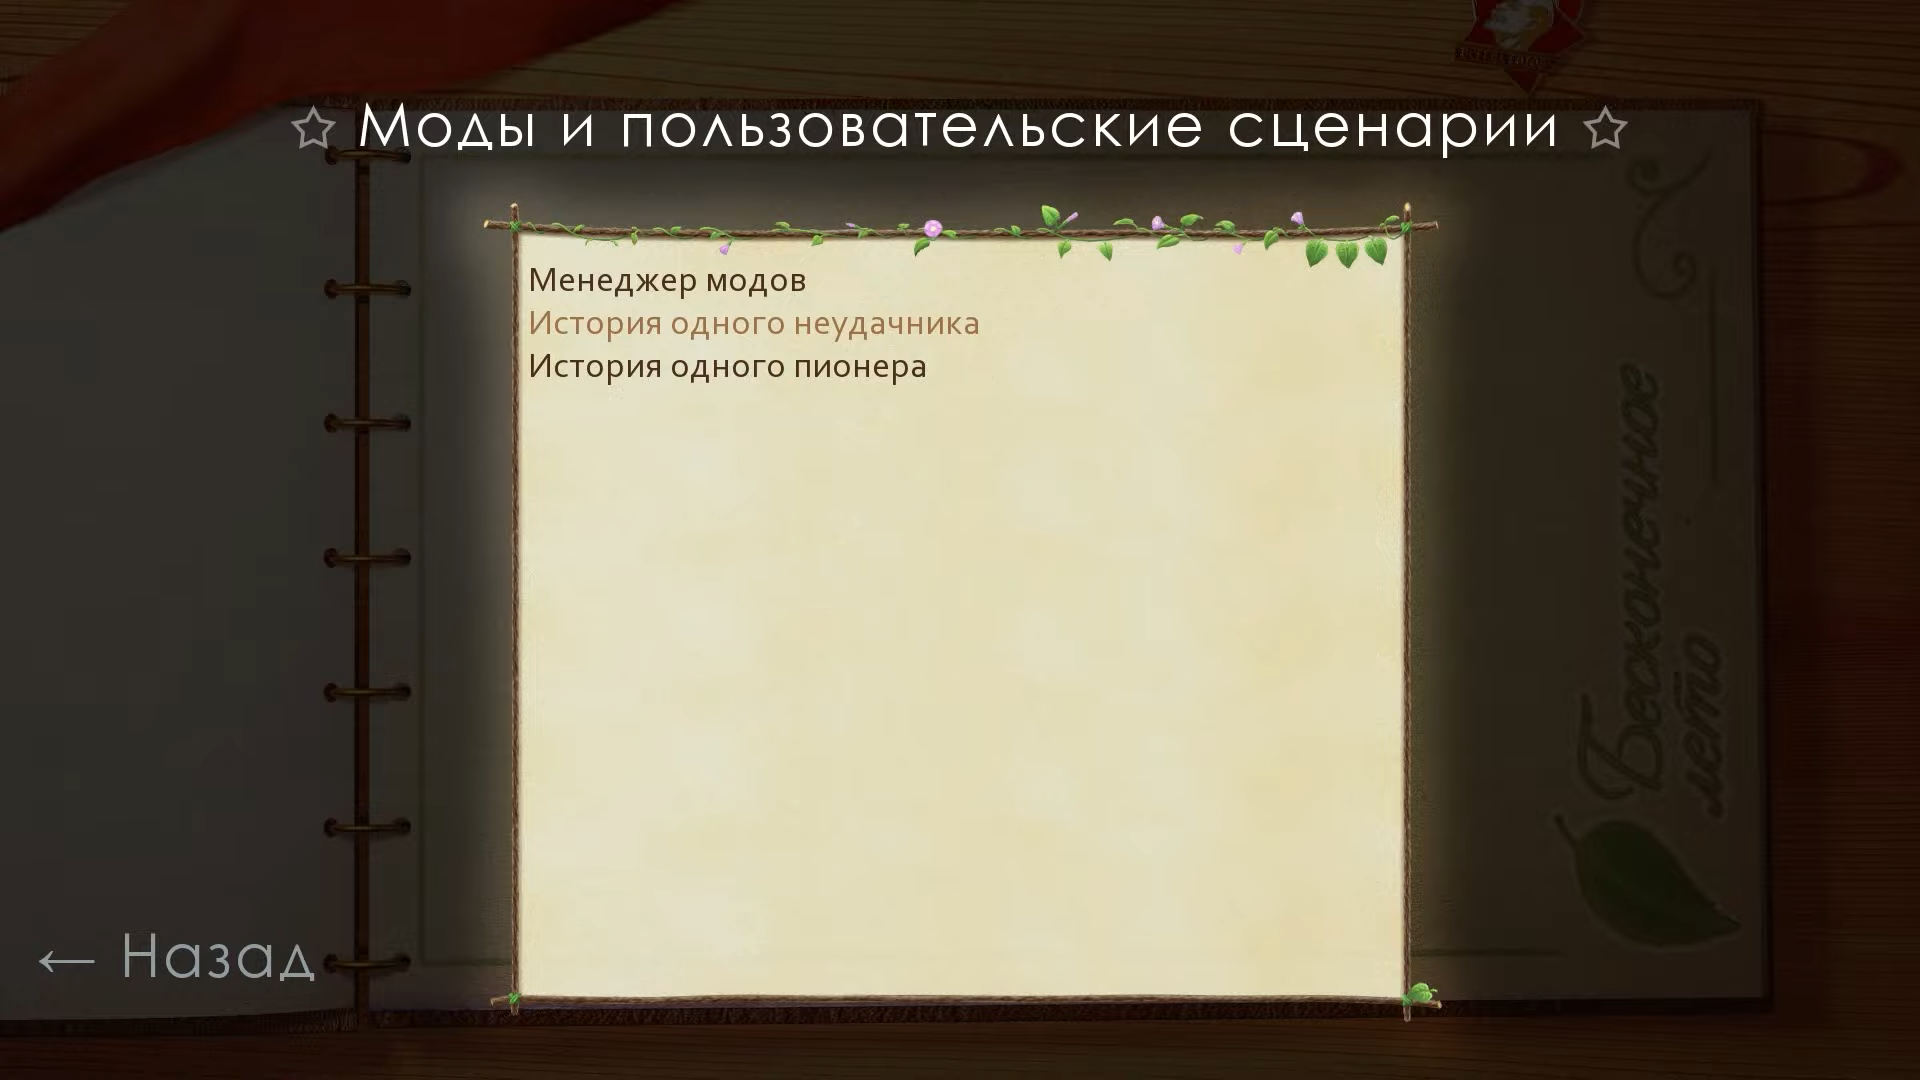 ☆ Моды и пользовательские сценарии ☆
Менеджер модов
История одного неудачника
История одного пионера
Бесконечное
лето
← Назад